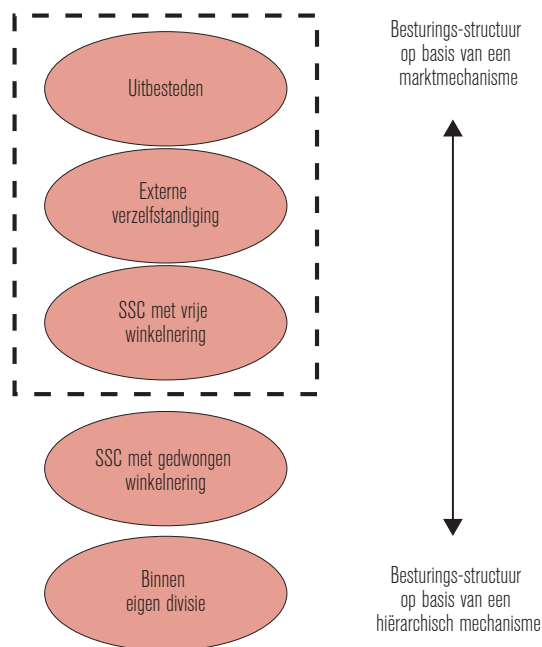 Besturings-structuur
op basis van een
marktmechanisme
Uitbesteden
Externe
verzelfstandiging
SSC met vrije
winkelnering
SSC met gedwongen
winkelnering
Binnen
eigen divisie
Besturings-structuur
op basis van een
hiërarchisch mechanisme